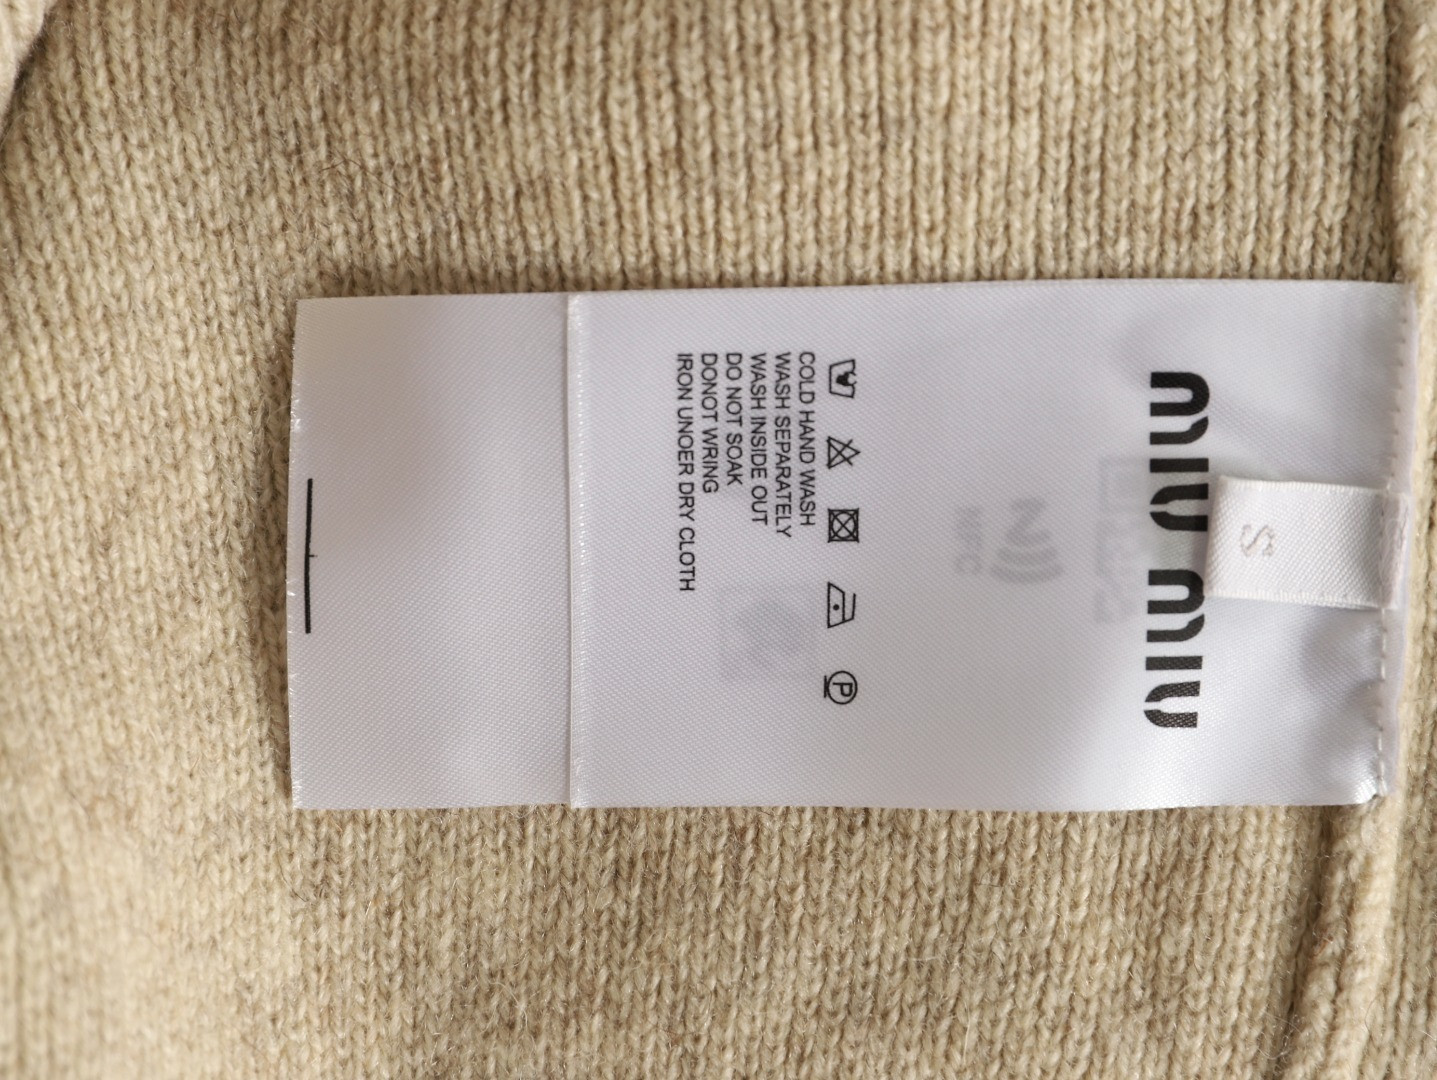 miu miu
S
COLD HAND WASH
WASH SEPARATELY
WASH INSIDE OUT
DO NOT SOAK
DONOT WRING
IRON UNOER DRY CLOTH
P
NFC